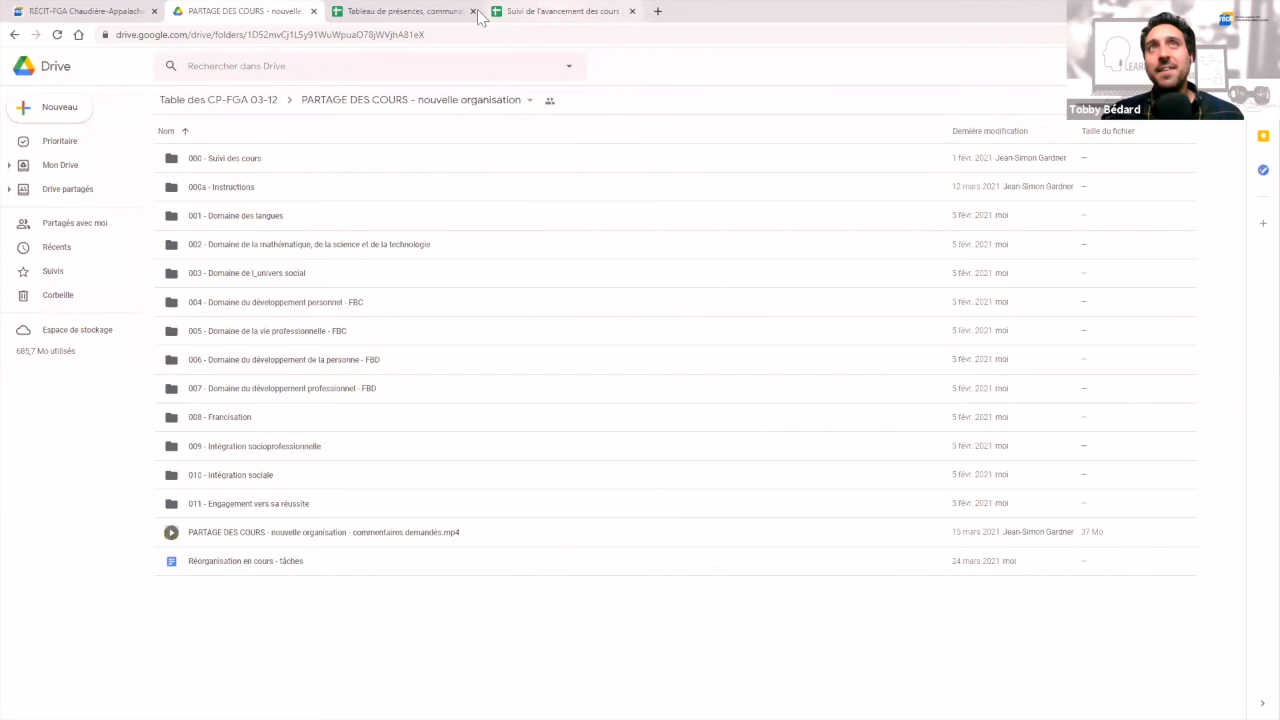 RÉCIT-FGA Chaudière-Appalache
PARTAGE DES COURS - nouvelle
Tableau de présences, commun
Suivi de l'avancement des cours
drive.google.com/drive/folders/
Drive
Rechercher dans Drive
Table des CP-FGA 03-12 > PARTAGE DES COURS - nouvelle organisation
LEARN
récit
Tobby Bédard
Nouveau
Prioritaire
Mon Drive
Drive partagés
Partagés avec moi
Récents
Suivis
Corbeille
Espace de stockage
685,7 Mo utilisés
Nom Dernière modification Taille du fichier
000 - Suivi des cours 1 févr. 2021 Jean-Simon Gardner —
000a - Instructions 12 mars 2021 Jean-Simon Gardner —
001 - Domaine des langues 5 févr. 2021 moi —
002 - Domaine de la mathématique, de la science et de la technologie 5 févr. 2021 moi —
003 - Domaine de l_univers social 5 févr. 2021 moi —
004 - Domaine du développement personnel - FBC 5 févr. 2021 moi —
005 - Domaine de la vie professionnelle - FBC 5 févr. 2021 moi —
006 - Domaine du développement de la personne - FBD 5 févr. 2021 moi —
007 - Domaine du développement professionnel - FBD 5 févr. 2021 moi —
008 - Francisation 5 févr. 2021 moi —
009 - Intégration socioprofessionnelle 5 févr. 2021 moi —
010 - Intégration sociale 5 févr. 2021 moi —
011 - Engagement vers sa réussite 5 févr. 2021 moi —
PARTAGE DES COURS - nouvelle organisation - commentaires demandés.mp4 15 mars 2021 Jean-Simon Gardner 37 Mo
Réorganisation en cours - tâches 24 mars 2021 moi —